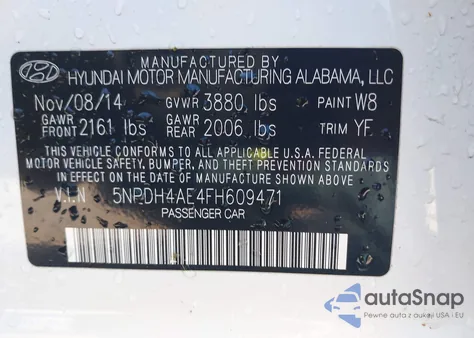 MANUFACTURED BY
HYUNDAI MOTOR MANUFACTURING ALABAMA, LLC
Nov/08/14 GVWR 3880 lbs PAINT W8
GAWR FRONT 2161 lbs GAWR REAR 2006 lbs TRIM YF
THIS VEHICLE CONFORMS TO ALL APPLICABLE U.S.A. FEDERAL
MOTOR VEHICLE SAFETY, BUMPER, AND THEFT PREVENTION
STANDARDS IN EFFECT ON THE DATE OF MANUFACTURE SHOWN ABOVE.
V.I.N 5NPDH4AE4FH609471
PASSENGER CAR
autoSnap
Pewne auta z aukcji USA i EU